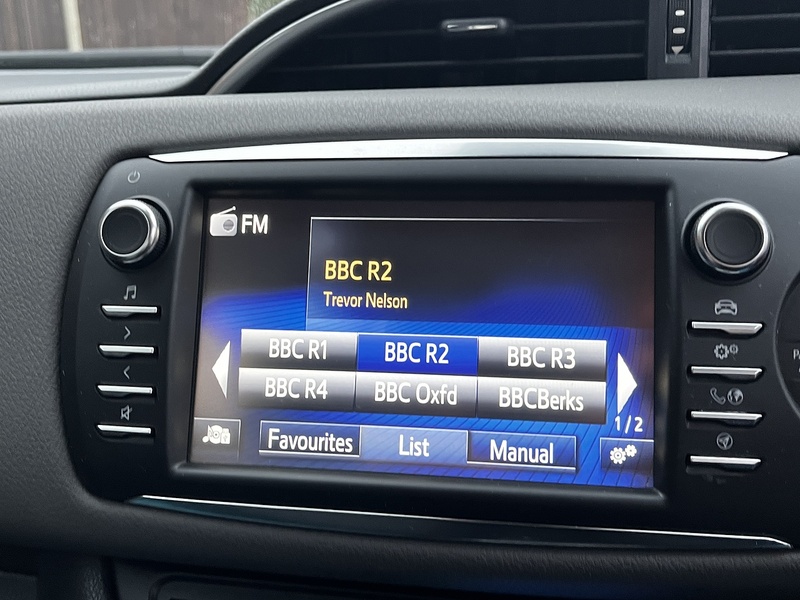 FM
BBC R2
Trevor Nelson
BBC R1 BBC R2 BBC R3
BBC R4 BBC Oxfd BBCBerks
1/2
Favourites List Manual